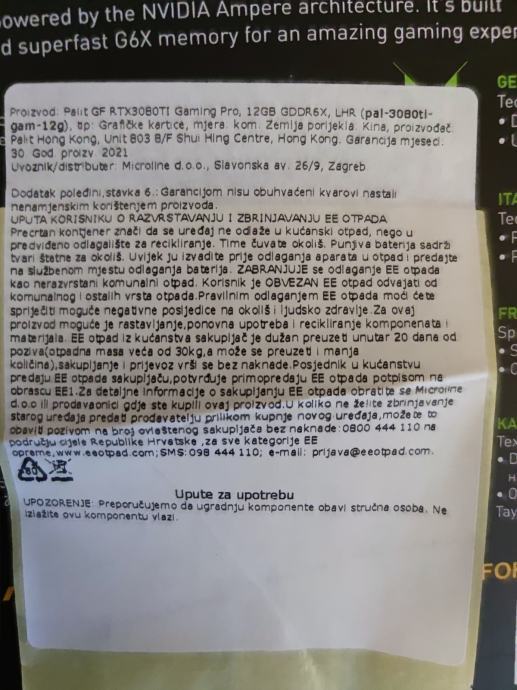 powered by the NVIDIA Ampere architecture. It's built
d superfast G6X memory for an amazing gaming exper
Proizvod: Palit GF RTX3080TI Gaming Pro, 12GB GDDR6X, LHR (pal-3080ti-
gam-12g), tip: Grafičke kartice, mjera: kom. Zemlja porijekla: Kina, proizvođač:
Palit Hong Kong, Unit 803 8/F Shui Hing Centre, Hong Kong. Garancija mjeseci:
30 God proizv 2021
Uvoznik/distributer: Microline d.o.o., Slavonska av. 26/9, Zagreb
Dodatak poleđini,stavka 6.:Garancijom nisu obuhvaćeni kvarovi nastali
nenamjenskim korištenjem proizvoda.
UPUTA KORISNIKU O RAZVRSTAVANJU I ZBRINJAVANJU EE OTPADA
Precrtan kontjener znači da se uređaj ne odlaže u kućanski otpad, nego u
predviđeno odlagalište za recikliranje. Time čuvate okoliš. Punjiva baterija sadrži
tvari štetne za okoliš. Uvijek ju izvadite prije odlaganja aparata u otpad i predajte
na službenom mjestu odlaganja baterija. ZABRANJUJE se odlaganje EE otpada
kao nerazvrstani komunalni otpad. Korisnik je OBVEZAN EE otpad odvajati od
komunalnog i ostalih vrsta otpada.Pravilnim odlaganjem EE otpada moći ćete
spriječiti moguće negativne posljedice na okoliš i ljudsko zdravlje.Za ovaj
proizvod moguće je rastavljanje,ponovna upotreba i recikliranje komponenata i
materijala. EE otpad iz kućanstva sakupljač je dužan preuzeti unutar 20 dana od
poziva(otpadna masa veća od 30kg,a može se preuzeti i manja
količina),sakupljanje i prijevoz vrši se bez naknade.Posjednik u kućanstvu
predaju EE otpada sakupljaču,potvrđuje primopredaju EE otpada potpisom na
obrascu EE1.Za detaljne informacije o sakupljanju EE otpada obratite se Microline
d.o.o ili prodavaonici gdje ste kupili ovaj proizvod.U koliko ne želite zbrinjavanje
starog uređaja predati prodavatelju prilikom kupnje novog uređaja,možete to
obaviti pozivom na broj ovlaštenog sakupljača bez naknade:0800 444 110 na
području cijele Republike Hrvatske ,za sve kategorije EE
opreme,www.eeotpad.com;SMS:098 444 110; e-mail: prijava@eeotpad.com.
80
Upute za upotrebu
UPOZORENJE: Preporučujemo da ugradnju komponente obavi stručna osoba. Ne
izlažite ovu komponentu vlazi.
GE
Tec
• D
• U
ITA
Te
• P
• P
FR
Sp
• S
• C
KA
Tex
• D
H
• O
Tay
FOR